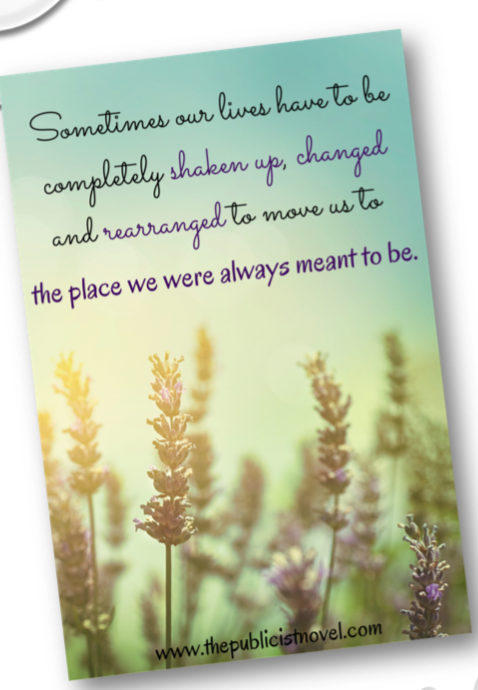 Sometimes our lives have to be
completely shaken up, changed
and rearranged to move us to
the place we were always meant to be.
www.thepublicistnovel.com